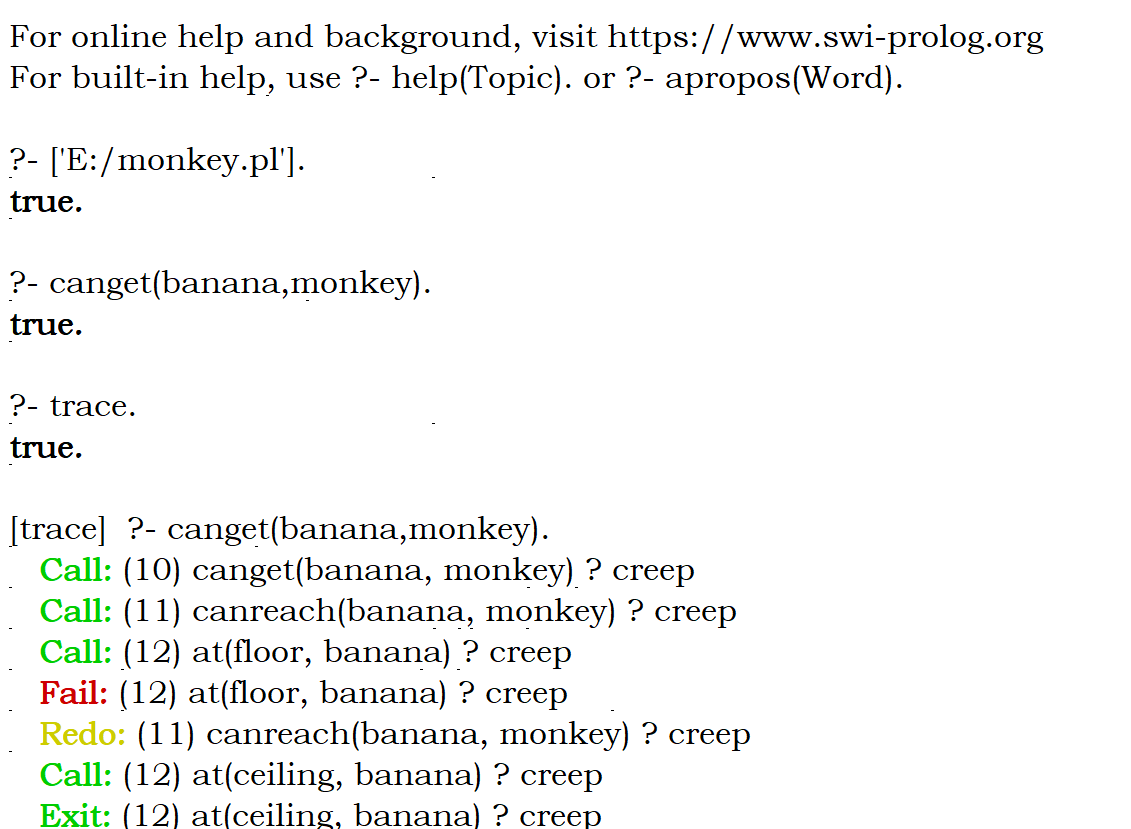 For online help and background, visit https://www.swi-prolog.org
For built-in help, use ?- help(Topic). or ?- apropos(Word).
?- ['E:/monkey.pl'].
true.
?- canget(banana,monkey).
true.
?- trace.
true.
[trace]  ?- canget(banana,monkey).
Call: (10) canget(banana, monkey) ? creep
Call: (11) canreach(banana, monkey) ? creep
Call: (12) at(floor, banana) ? creep
Fail: (12) at(floor, banana) ? creep
Redo: (11) canreach(banana, monkey) ? creep
Call: (12) at(ceiling, banana) ? creep
Exit: (12) at(ceiling, banana) ? creep